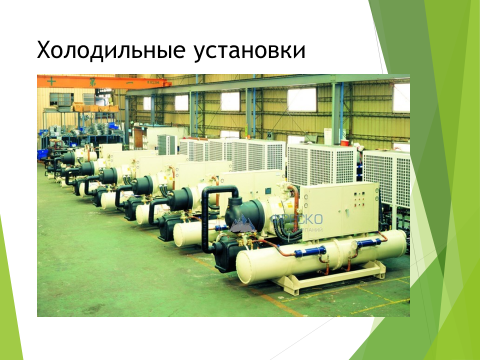 Холодильные установки